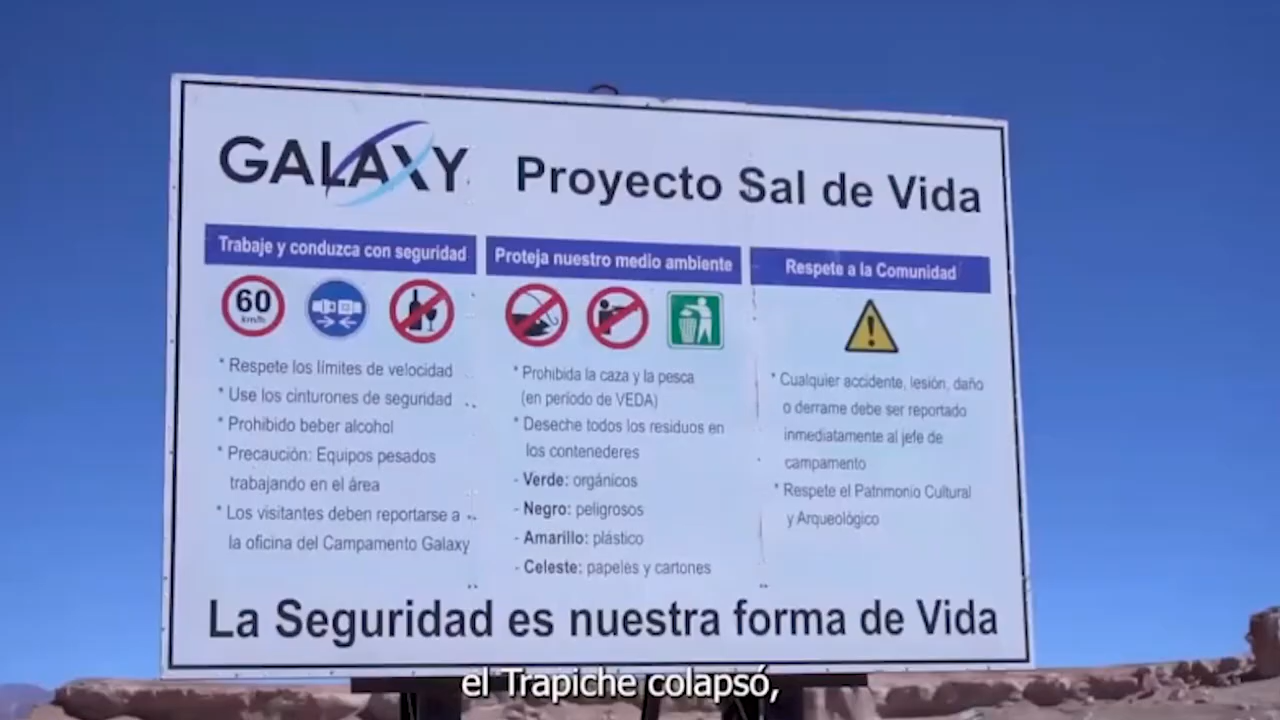 GALAXY
Proyecto Sal de Vida
Trabaje y conduzca con seguridad
60
km/h
* Respete los límites de velocidad
* Use los cinturones de seguridad
* Prohibido beber alcohol
* Precaución: Equipos pesados
trabajando en el área
* Los visitantes deben reportarse a
la oficina del Campamento Galaxy
Proteja nuestro medio ambiente
* Prohibida la caza y la pesca
(en período de VEDA)
* Deseche todos los residuos en
los contenederes
- Verde: orgánicos
- Negro: peligrosos
- Amarillo: plástico
- Celeste: papeles y cartones
Respete a la Comunidad
* Cualquier accidente, lesión, daño
o derrame debe ser reportado
inmediatamente al jefe de
campamento
* Respete el Patrimonio Cultural
y Arqueológico
La Seguridad es nuestra forma de Vida
el Trapiche colapsó,